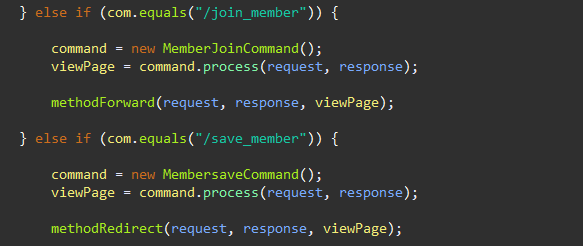 } else if (com.equals("/join_member")) {
command = new MemberJoinCommand();
viewPage = command.process(request, response);
methodForward(request, response, viewPage);
} else if (com.equals("/save_member")) {
command = new MembersaveCommand();
viewPage = command.process(request, response);
methodRedirect(request, response, viewPage);